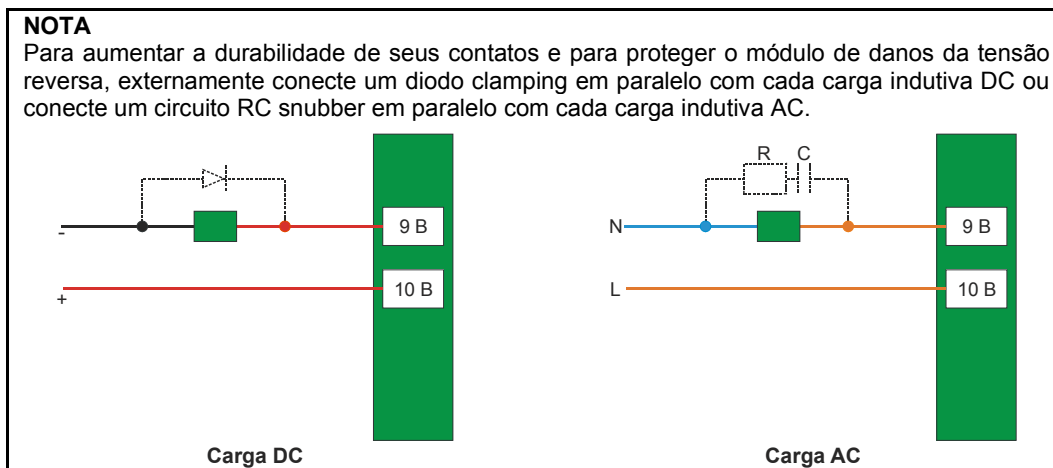 NOTA
Para aumentar a durabilidade de seus contatos e para proteger o módulo de danos da tensão
reversa, externamente conecte um diodo clamping em paralelo com cada carga indutiva DC ou
conecte um circuito RC snubber em paralelo com cada carga indutiva AC.
-
9 B
+
10 B
Carga DC
R C
N
9 B
L
10 B
Carga AC